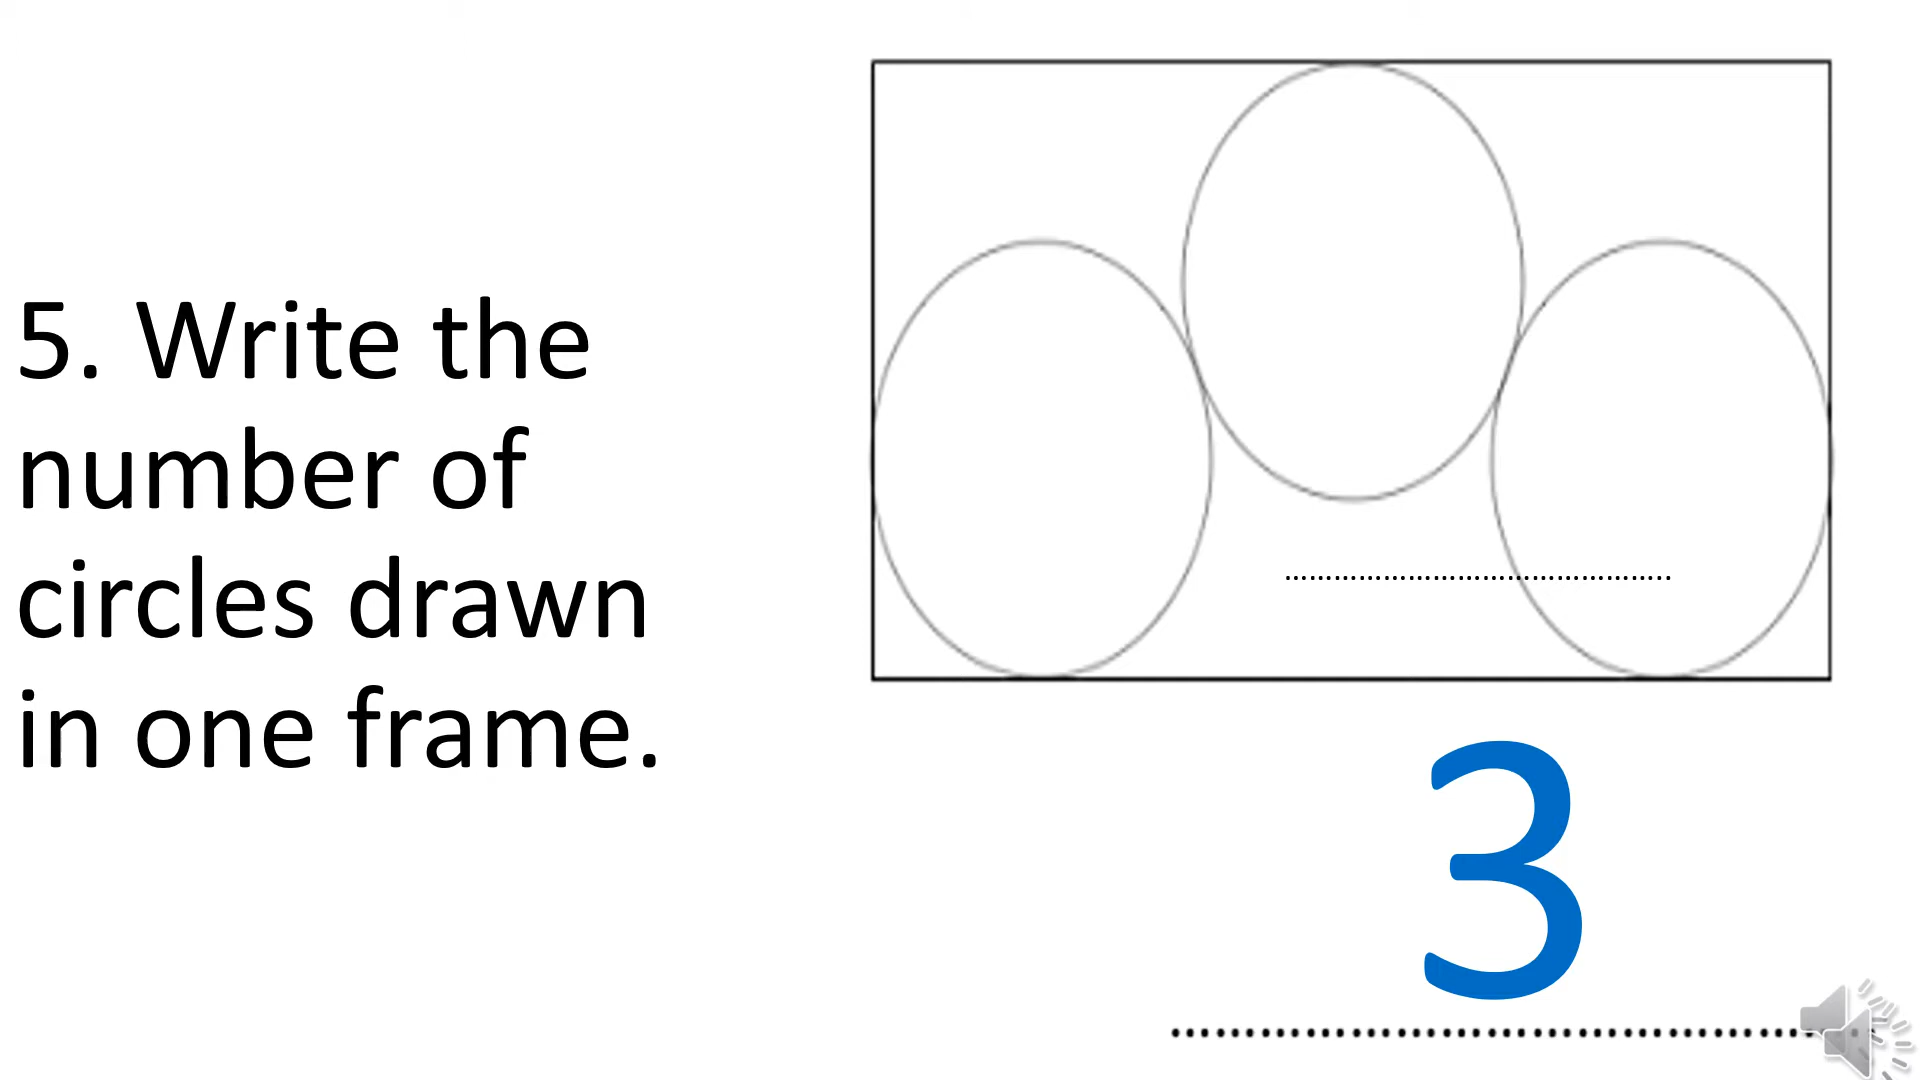 5. Write the
number of
circles drawn
in one frame.
..............................................
3
....................................